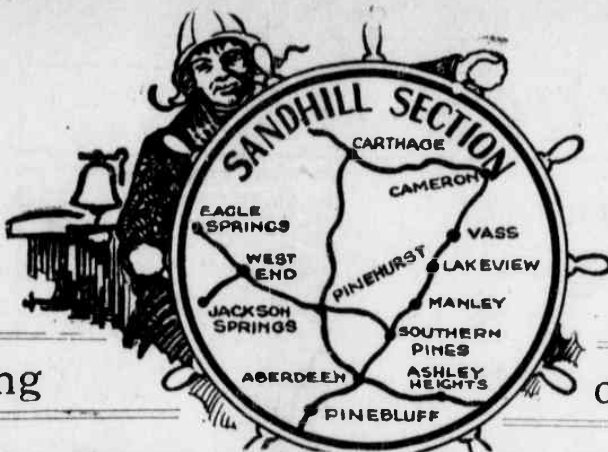 SANDHILL SECTION
CARTHAGE
CAMERON
EAGLE
SPRINGS
VASS
WEST
END
PINEHURST
LAKEVIEW
JACKSON
SPRINGS
MANLEY
SOUTHERN
PINES
ABERDEEN
ASHLEY
HEIGHTS
PINEBLUFF
ng